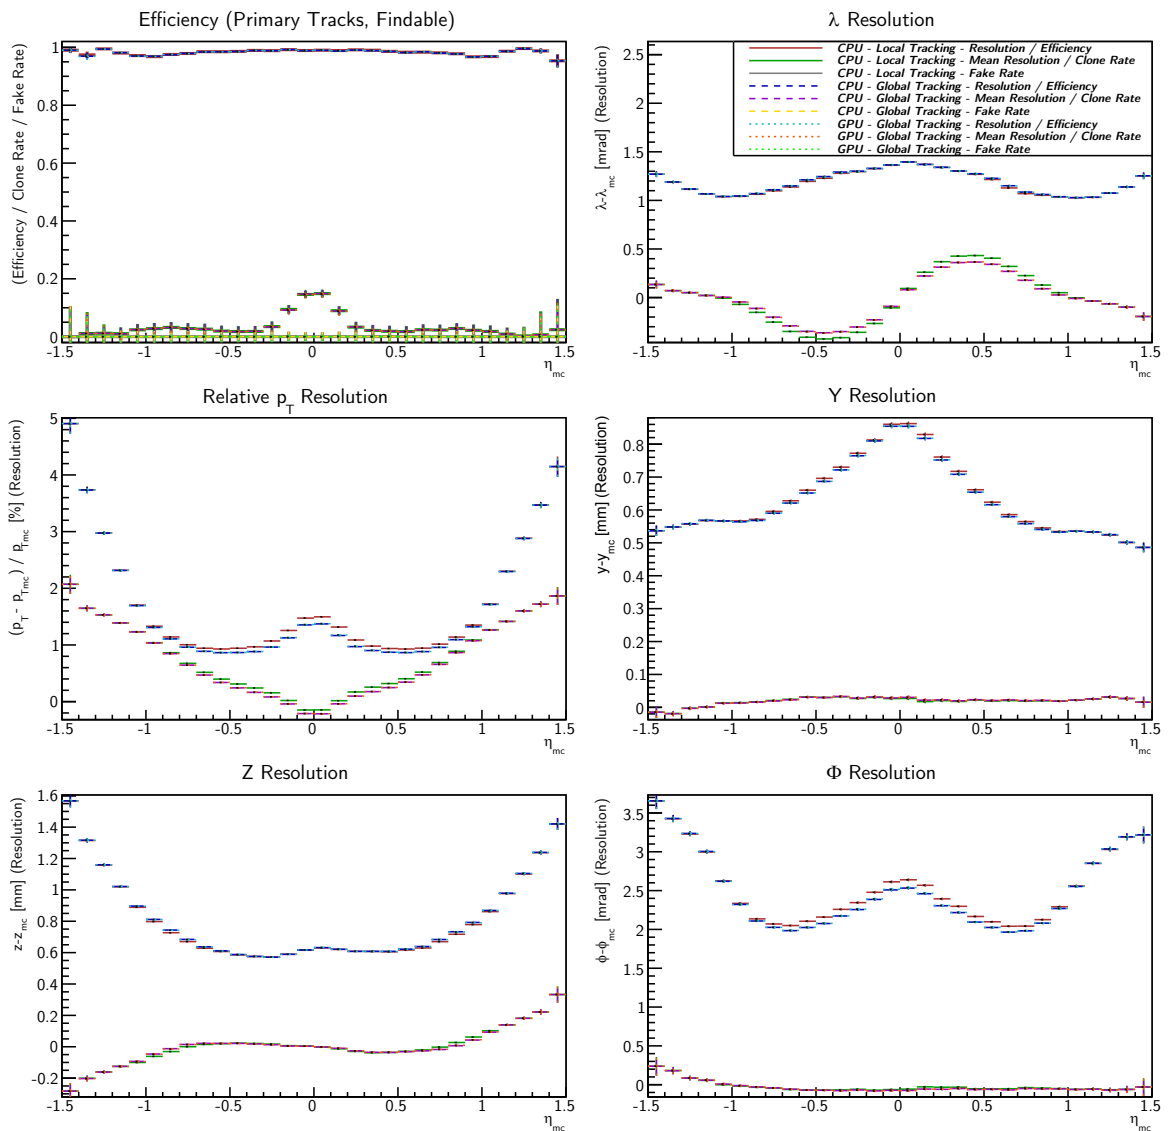 Efficiency (Primary Tracks, Findable)
(Efficiency / Clone Rate / Fake Rate)
1
0.8
0.6
0.4
0.2
0
-1.5 -1 -0.5 0 0.5 1 1.5
η_mc
λ Resolution
λ-λ_mc [mrad] (Resolution)
2.5
2
1.5
1
0.5
0
CPU - Local Tracking - Resolution / Efficiency
CPU - Local Tracking - Mean Resolution / Clone Rate
CPU - Local Tracking - Fake Rate
CPU - Global Tracking - Resolution / Efficiency
CPU - Global Tracking - Mean Resolution / Clone Rate
CPU - Global Tracking - Fake Rate
GPU - Global Tracking - Resolution / Efficiency
GPU - Global Tracking - Mean Resolution / Clone Rate
GPU - Global Tracking - Fake Rate
-1.5 -1 -0.5 0 0.5 1 1.5
η_mc
Relative p_T Resolution
(p_T - p_Tmc) / p_Tmc [%] (Resolution)
5
4
3
2
1
0
-1.5 -1 -0.5 0 0.5 1 1.5
η_mc
Y Resolution
y-y_mc [mm] (Resolution)
0.8
0.7
0.6
0.5
0.4
0.3
0.2
0.1
0
-1.5 -1 -0.5 0 0.5 1 1.5
η_mc
Z Resolution
z-z_mc [mm] (Resolution)
1.6
1.4
1.2
1
0.8
0.6
0.4
0.2
0
-0.2
-1.5 -1 -0.5 0 0.5 1 1.5
η_mc
Φ Resolution
ϕ-ϕ_mc [mrad] (Resolution)
3.5
3
2.5
2
1.5
1
0.5
0
-1.5 -1 -0.5 0 0.5 1 1.5
η_mc